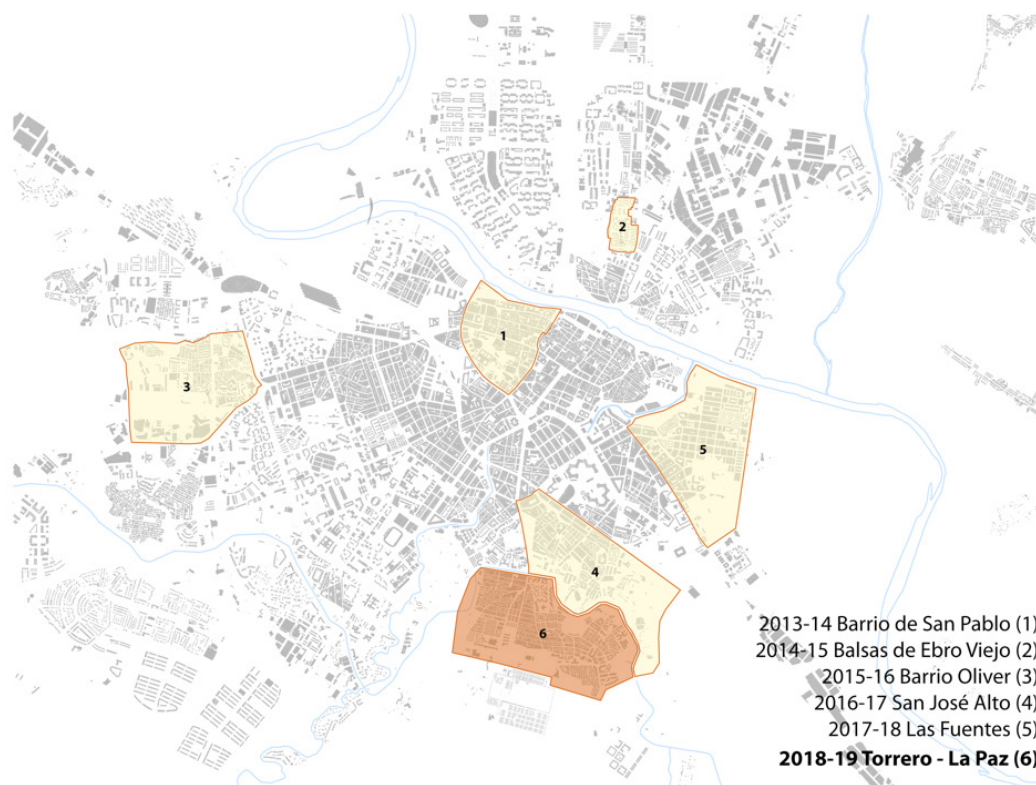 2
1
3
5
4
6
2013-14 Barrio de San Pablo (1)
2014-15 Balsas de Ebro Viejo (2)
2015-16 Barrio Oliver (3)
2016-17 San José Alto (4)
2017-18 Las Fuentes (5)
2018-19 Torrero - La Paz (6)